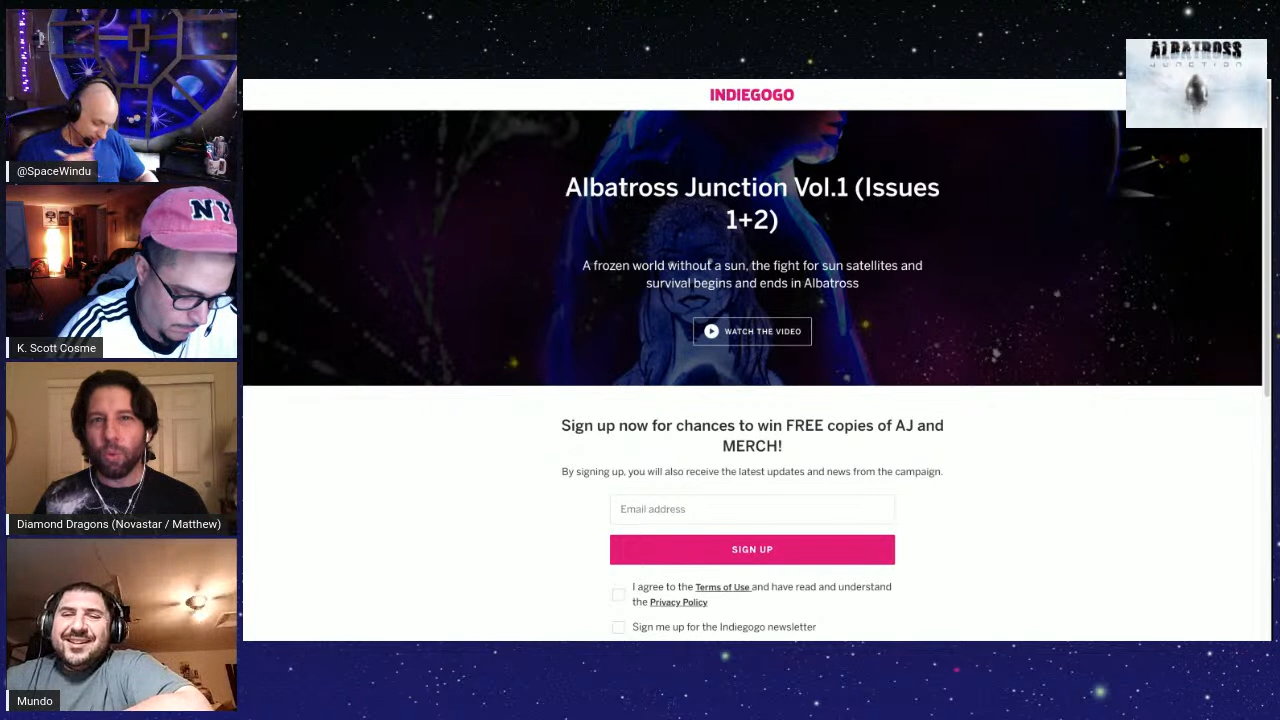 @SpaceWindu
NY
K. Scott Cosme
Diamond Dragons (Novastar / Matthew)
Mundo
INDIEGOGO
Albatross Junction Vol.1 (Issues
1+2)
A frozen world without a sun, the fight for sun satellites and
survival begins and ends in Albatross
WATCH THE VIDEO
Sign up now for chances to win FREE copies of AJ and
MERCH!
By signing up, you will also receive the latest updates and news from the campaign.
Email address
SIGN UP
I agree to the Terms of Use and have read and understand
the Privacy Policy
Sign me up for the Indiegogo newsletter
ALBATROSS
JUNCTION